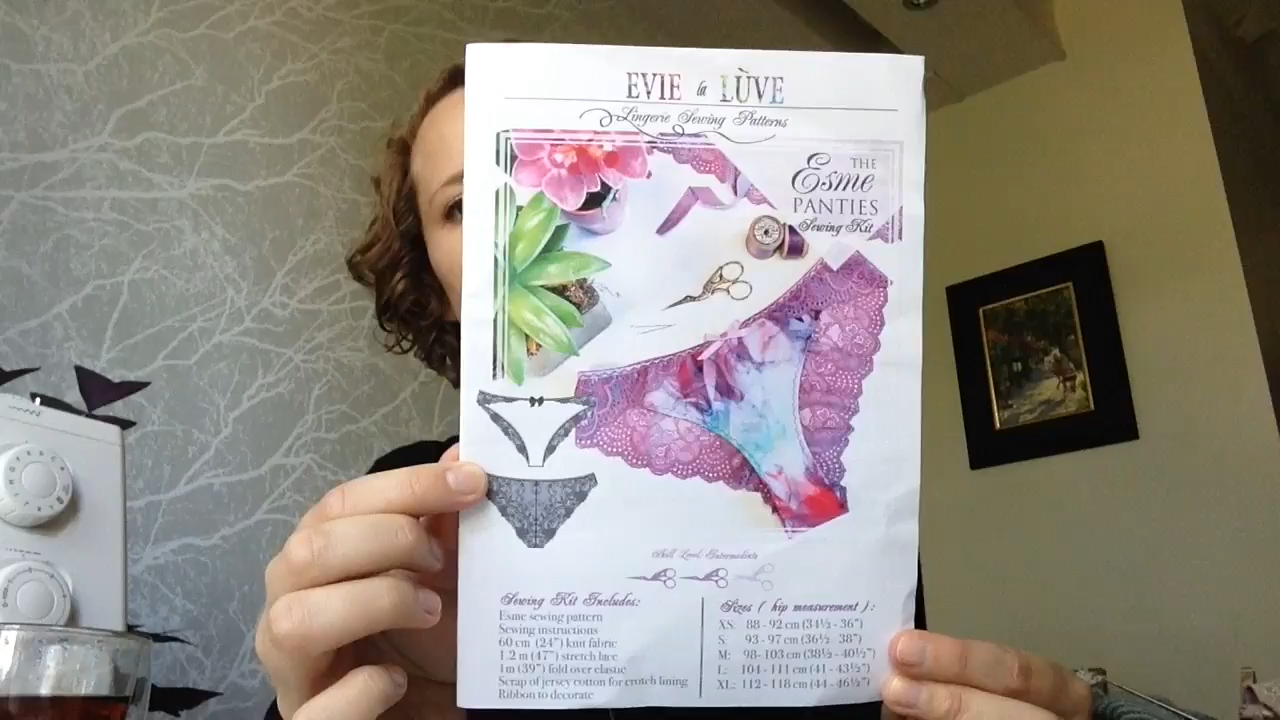 EVIE la LÙVE
Lingerie Sewing Patterns
THE
Esme
PANTIES
Sewing Kit
Skill Level: Intermediate
Sewing Kit Includes:
Esme sewing pattern
Sewing instructions
60 cm (24") knit fabric
1.2 m (47") stretch lace
1m (39") fold over elastic
Scrap of jersey cotton for crotch lining
Ribbon to decorate
Sizes ( hip measurement ) :
XS: 88 - 92 cm (34½ - 36")
S: 93 - 97 cm (36½ - 38")
M: 98 - 103 cm (38½ - 40½")
L: 104 - 111 cm (41 - 43½")
XL: 112 - 118 cm (44 - 46½")